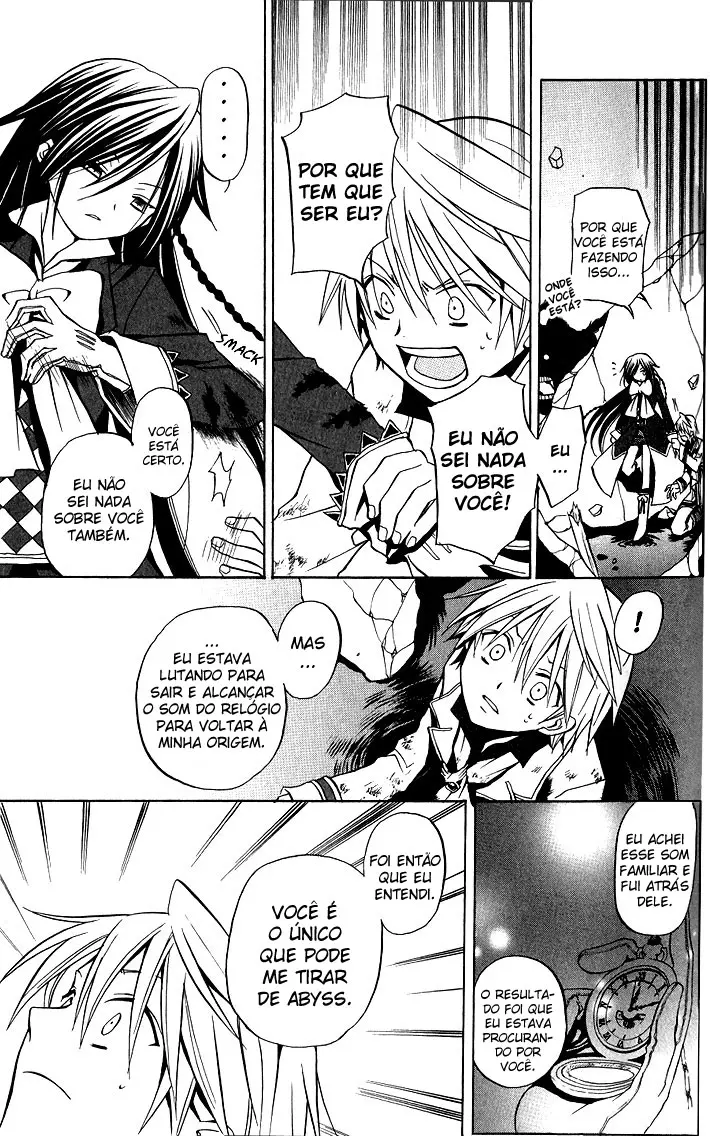 POR QUE
VOCÊ ESTÁ
FAZENDO
ISSO...
ONDE
VOCÊ
ESTÁ?
EU
...
POR QUE
TEM QUE
SER EU?
EU NÃO
SEI NADA
SOBRE
VOCÊ!
.....
SMACK
VOCÊ
ESTÁ
CERTO.
EU NÃO
SEI NADA
SOBRE VOCÊ
TAMBÉM.
!
MAS
...
...
EU ESTAVA
LUTANDO PARA
SAIR E ALCANÇAR
O SOM DO RELÓGIO
PARA VOLTAR À
MINHA ORIGEM.
EU ACHEI
ESSE SOM
FAMILIAR E
FUI ATRÁS
DELE.
O RESULTA-
DO FOI QUE
EU ESTAVA
PROCURAN-
DO POR
VOCÊ.
FOI ENTÃO
QUE EU
ENTENDI.
VOCÊ É
O ÚNICO
QUE PODE
ME TIRAR
DE ABYSS.